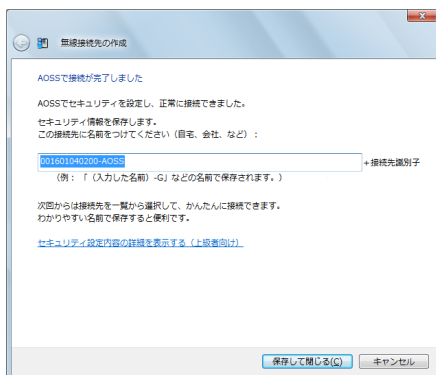 無線接続先の作成
AOSSで接続が完了しました
AOSSでセキュリティを設定し、正常に接続できました。
セキュリティ情報を保存します。
この接続先に名前をつけてください（自宅、会社、など）：
001601040200-AOSS +接続先識別子
（例：「（入力した名前）-G」などの名前で保存されます。）
次回からは接続先を一覧から選択して、かんたんに接続できます。
わかりやすい名前で保存すると便利です。
セキュリティ設定内容の詳細を表示する（上級者向け）
保存して閉じる(C) キャンセル